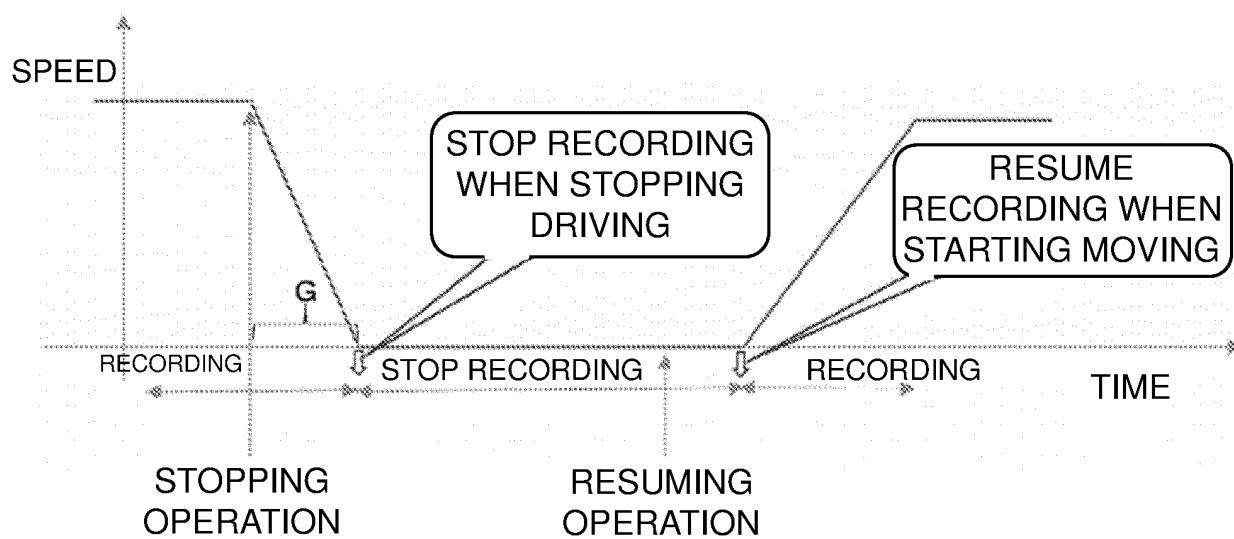 SPEED
STOP RECORDING
WHEN STOPPING
DRIVING
RESUME
RECORDING WHEN
STARTING MOVING
G
RECORDING
STOP RECORDING
RECORDING
TIME
STOPPING
OPERATION
RESUMING
OPERATION